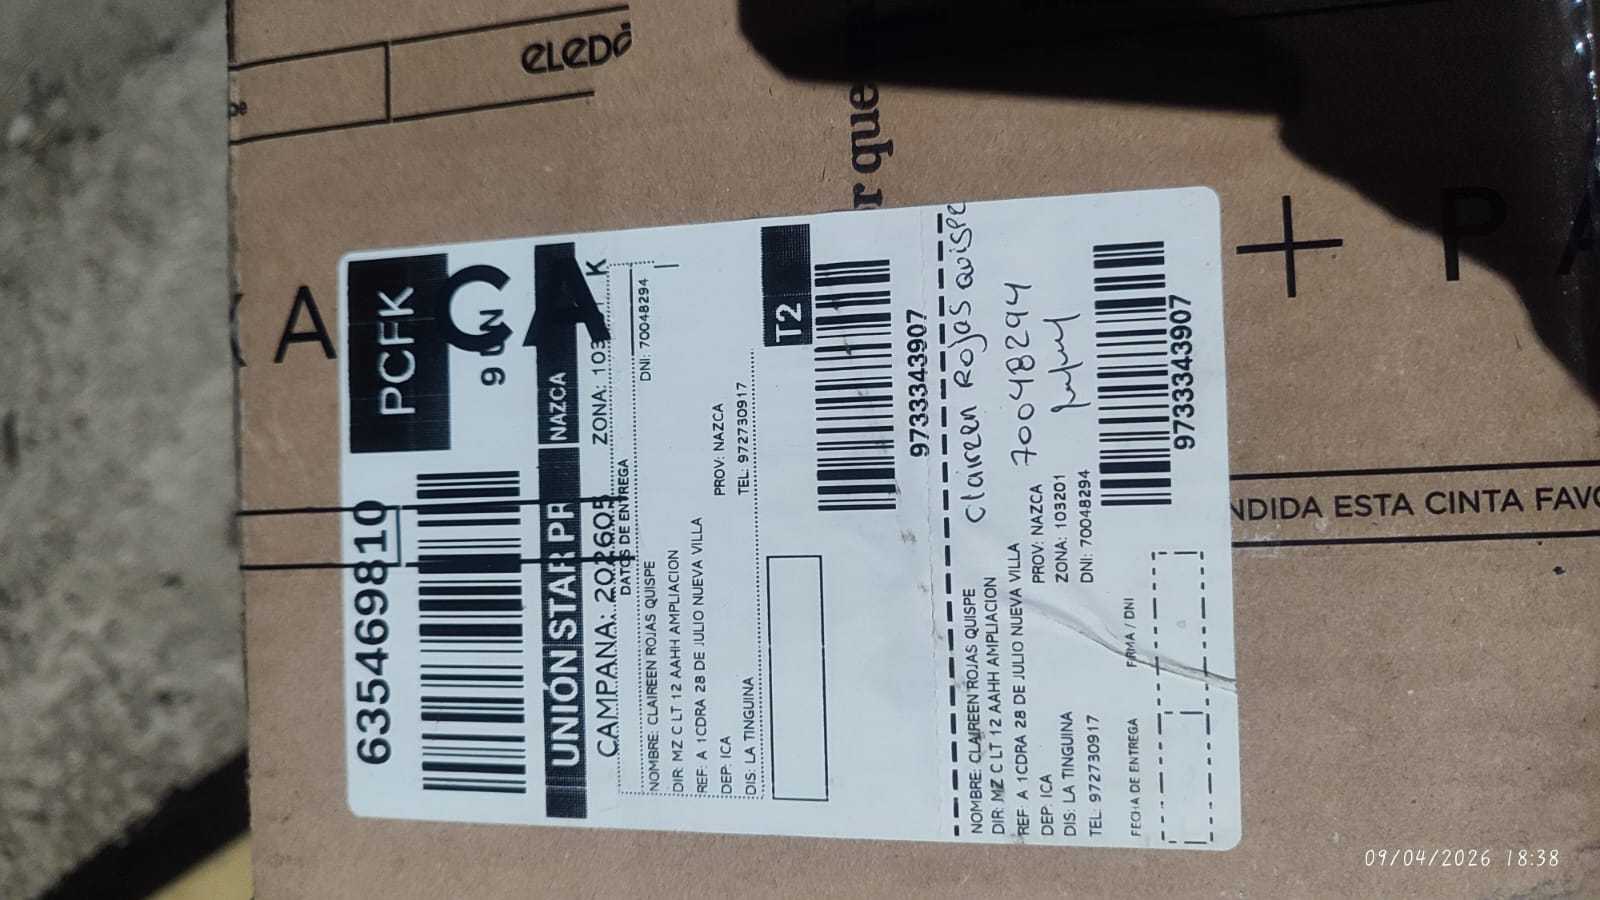 eLeDÓ
%
r que
A
+ P A
NDIDA ESTA CINTA FAVO
6354698810
PCFK
CA
9 UN
UNIÓN STAR PR NAZCA
CAMPAÑA: 202605 ZONA: 103 K
DATOS DE ENTREGA
NOMBRE: CLAIREEN ROJAS QUISPE DNI: 70048294
DIR: MZ C LT 12 AAHH AMPLIACION
REF: A 1CDRA 28 DE JULIO NUEVA VILLA
DEP: ICA PROV: NAZCA
DIS: LA TINGUINA TEL: 972730917
T2
9733343907
Claireen Rojas Quispe
70048294
NOMBRE: CLAIREEN ROJAS QUISPE
DIR: MZ C LT 12 AAHH AMPLIACION
REF: A 1CDRA 28 DE JULIO NUEVA VILLA
DEP: ICA PROV: NAZCA
DIS: LA TINGUINA ZONA: 103201
TEL: 972730917 DNI: 70048294
9733343907
FECHA DE ENTREGA FIRMA / DNI
09/04/2026 18:38